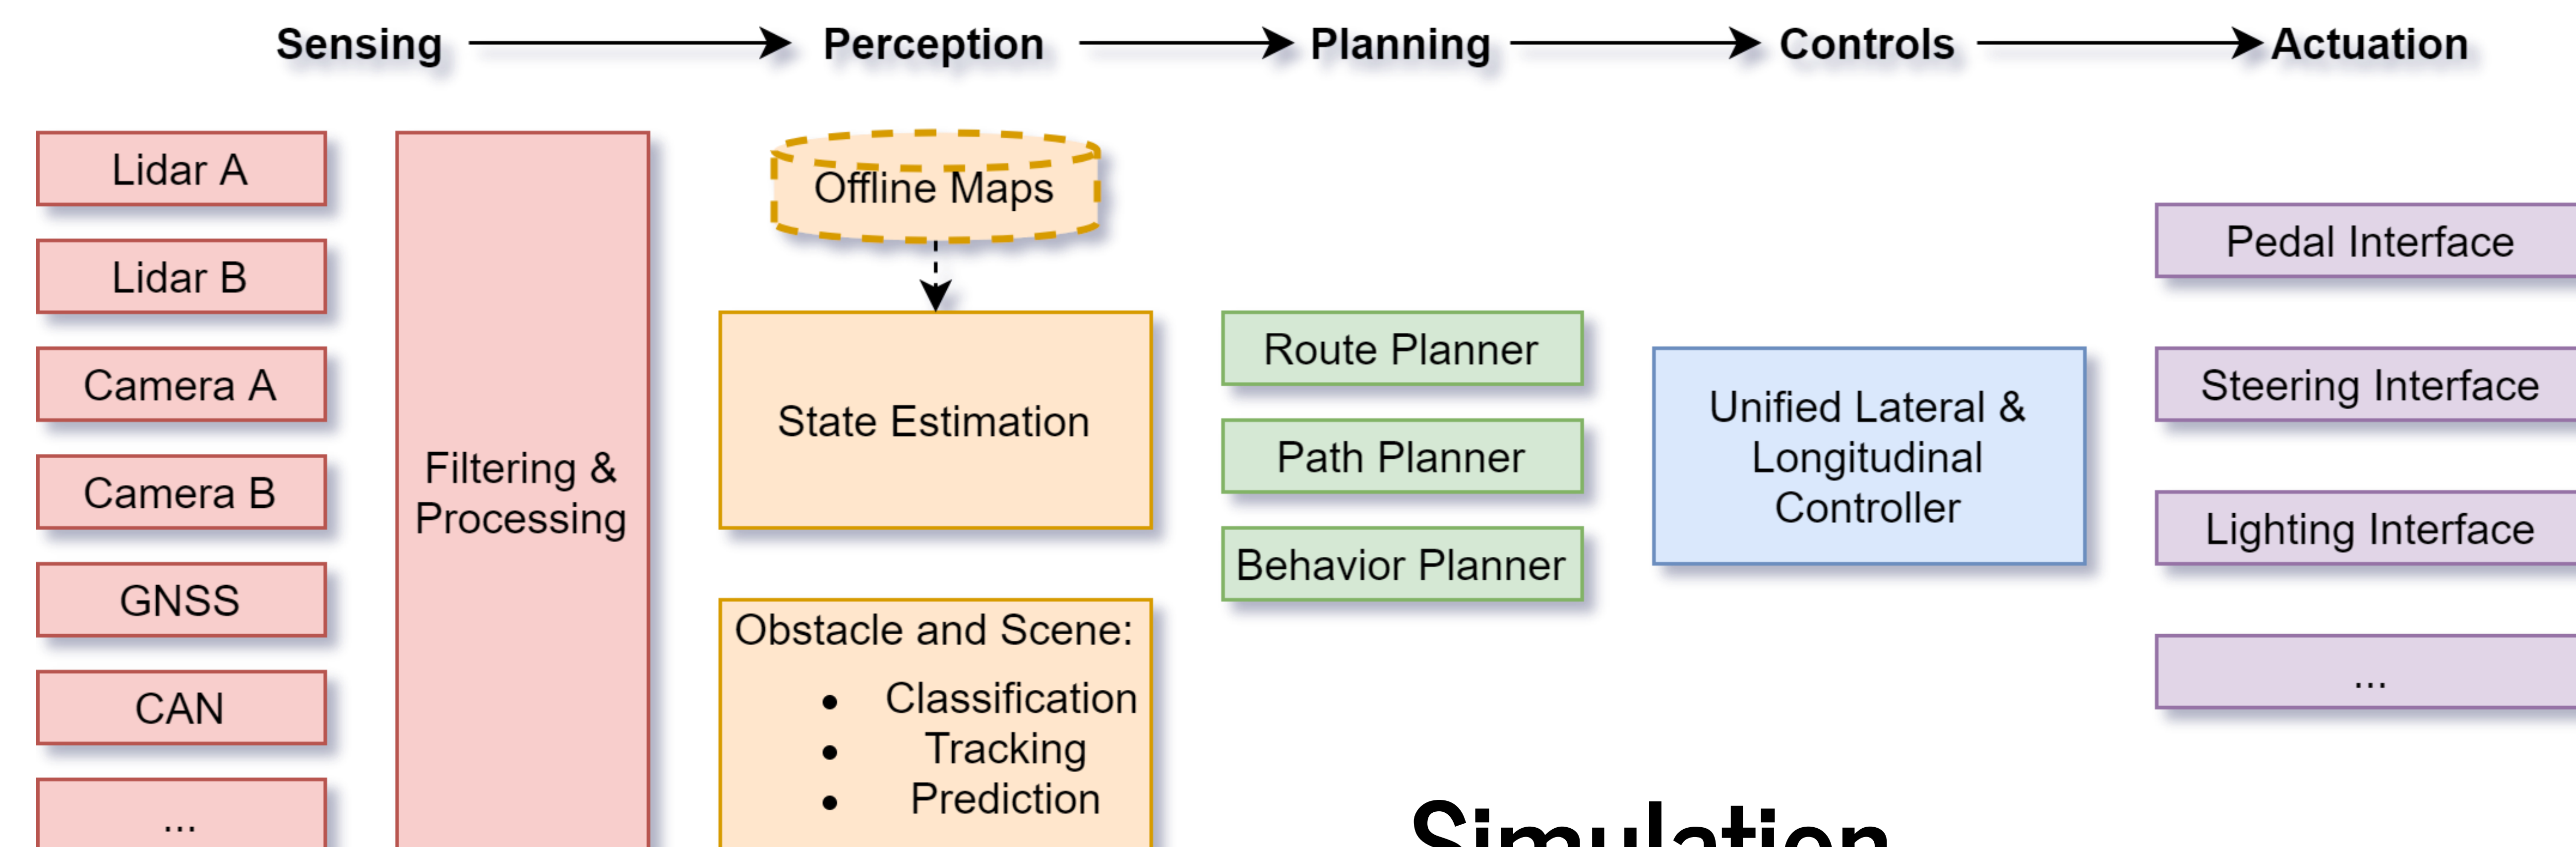 Sensing
Perception
Planning
Controls
Actuation
Lidar A
Lidar B
Camera A
Camera B
GNSS
CAN
...
Filtering &
Processing
Offline Maps
State Estimation
Obstacle and Scene:
• Classification
• Tracking
• Prediction
Route Planner
Path Planner
Behavior Planner
Unified Lateral &
Longitudinal
Controller
Pedal Interface
Steering Interface
Lighting Interface
...
Simulation